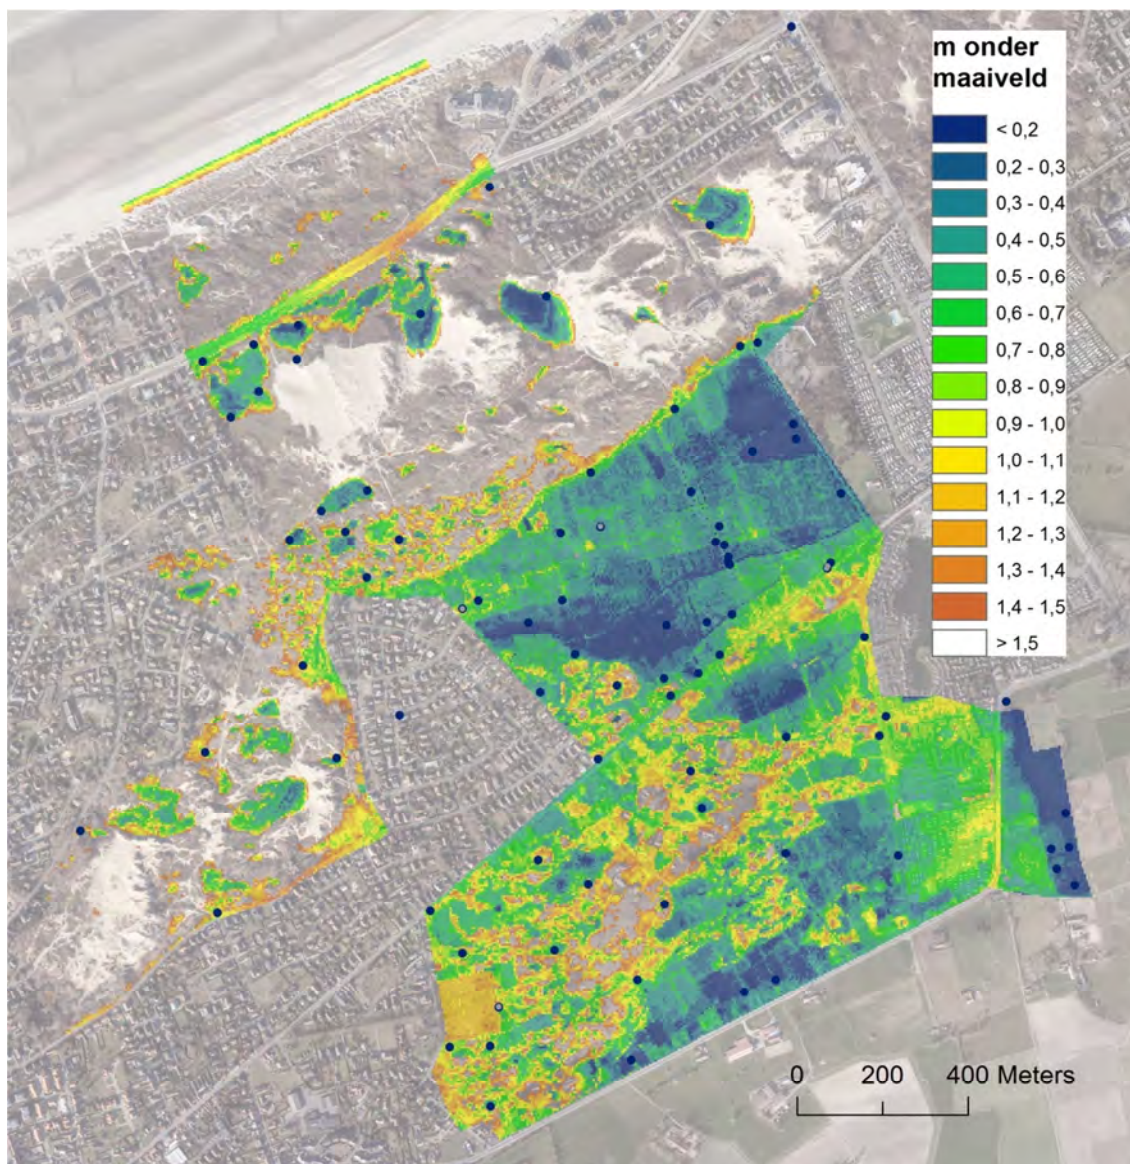 m onder
maaiveld
< 0,2
0,2 - 0,3
0,3 - 0,4
0,4 - 0,5
0,5 - 0,6
0,6 - 0,7
0,7 - 0,8
0,8 - 0,9
0,9 - 1,0
1,0 - 1,1
1,1 - 1,2
1,2 - 1,3
1,3 - 1,4
1,4 - 1,5
> 1,5
0 200 400 Meters